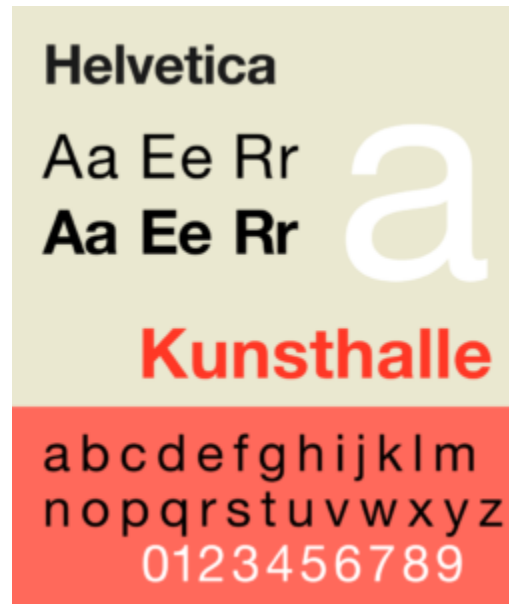 Helvetica
Aa Ee Rr
Aa Ee Rr
a
Kunsthalle
abcdefghijklm
nopqrstuvwxyz
0123456789